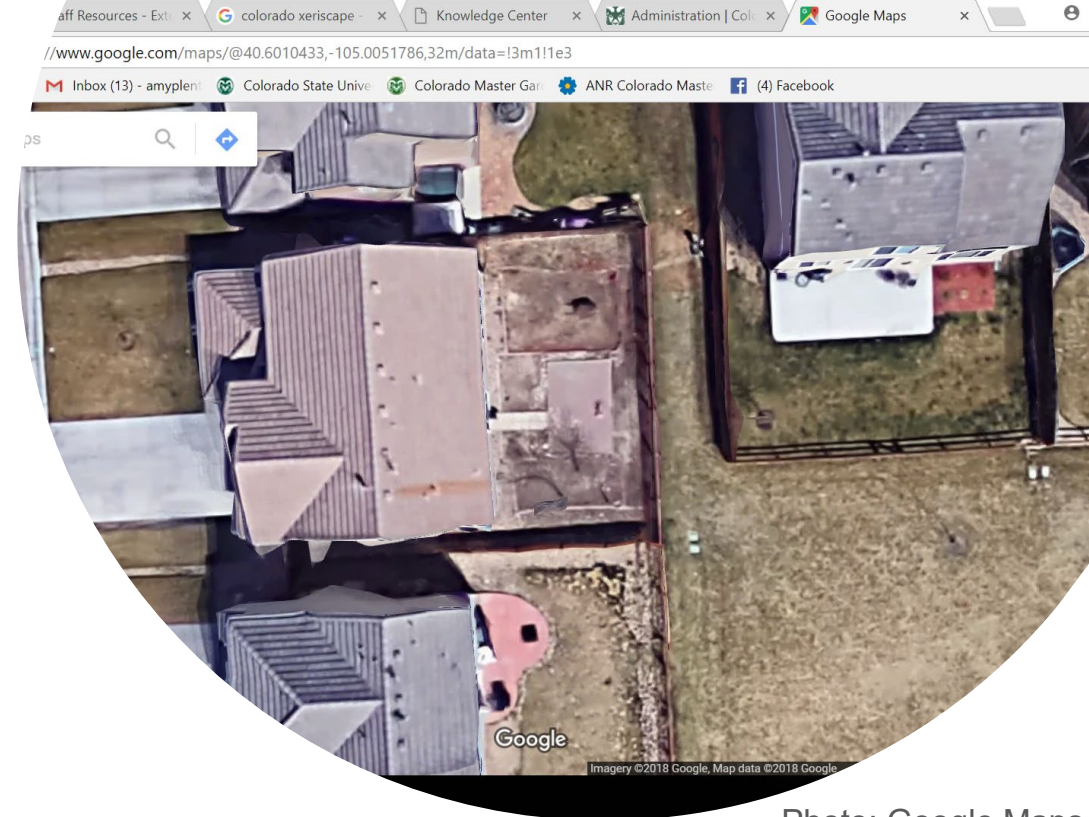 aff Resources - Ext × colorado xeriscape - × Knowledge Center × Administration | Colo × Google Maps ×
//www.google.com/maps/@40.6010433,-105.0051786,32m/data=!3m1!1e3
Inbox (13) - amyplent Colorado State Unive Colorado Master Gard ANR Colorado Maste (4) Facebook
ps
Google
Imagery ©2018 Google, Map data ©2018 Google
Photo: Google Maps